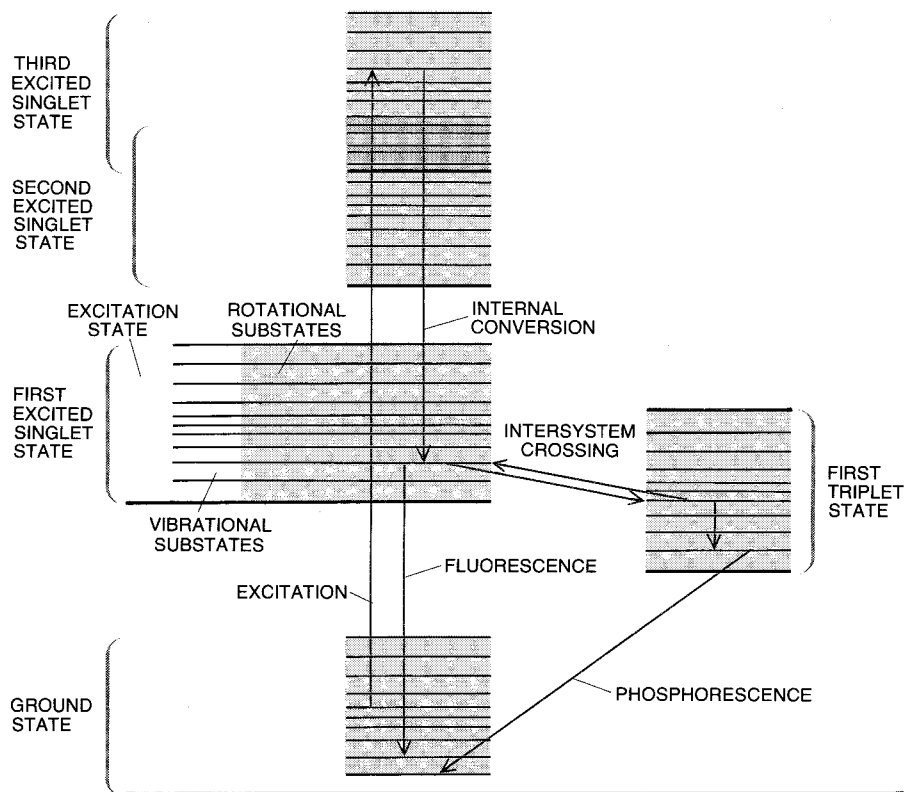 THIRD
EXCITED
SINGLET
STATE
SECOND
EXCITED
SINGLET
STATE
EXCITATION
STATE
ROTATIONAL
SUBSTATES
INTERNAL
CONVERSION
FIRST
EXCITED
SINGLET
STATE
INTERSYSTEM
CROSSING
FIRST
TRIPLET
STATE
VIBRATIONAL
SUBSTATES
FLUORESCENCE
EXCITATION
PHOSPHORESCENCE
GROUND
STATE